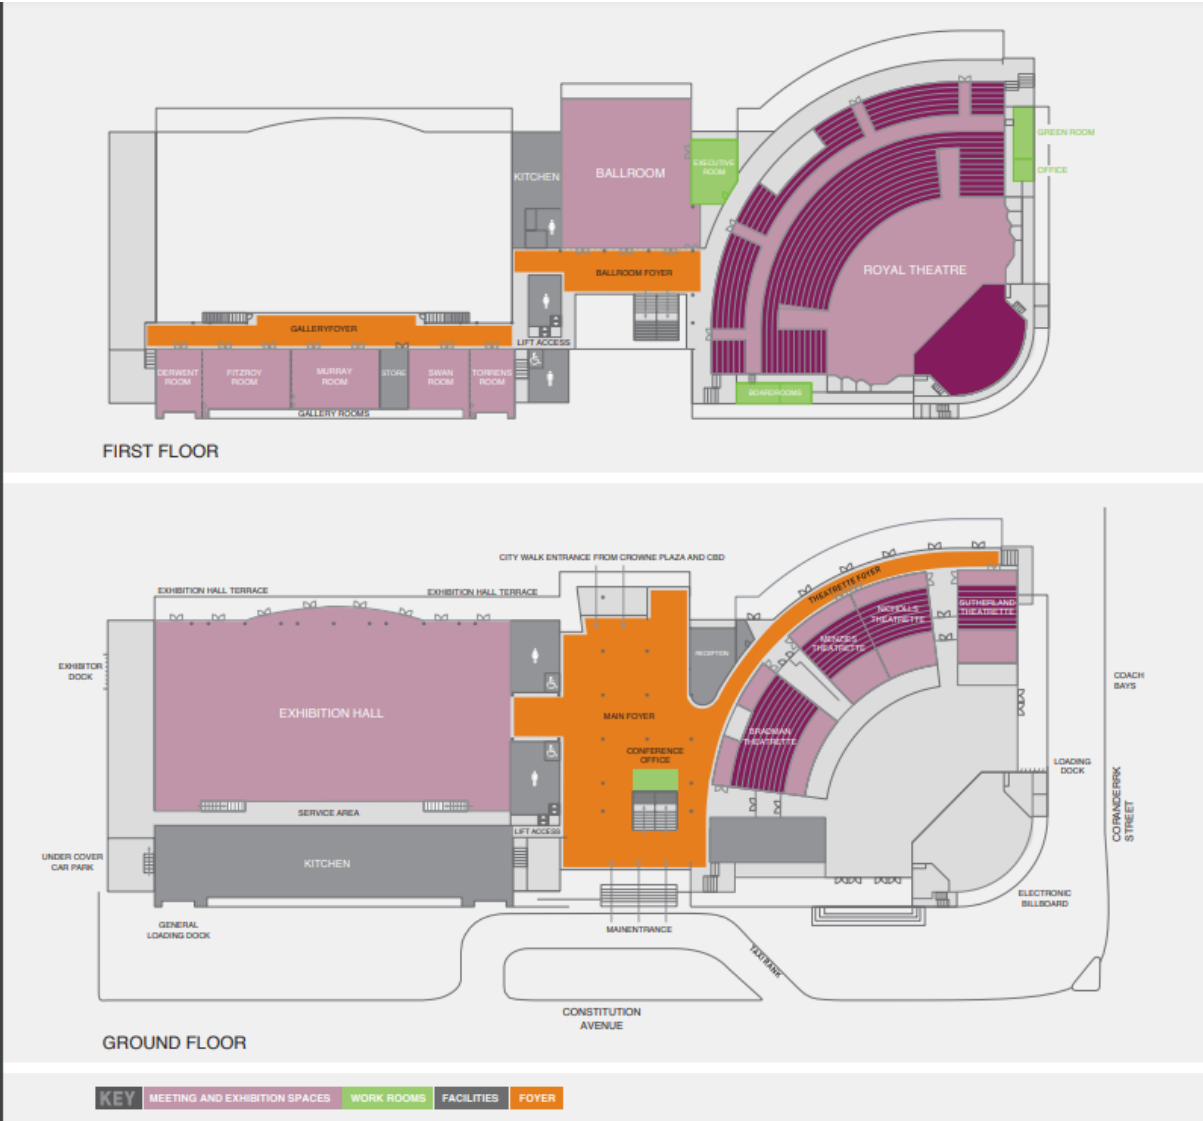 GREEN ROOM
EXECUTIVE
ROOM
OFFICE
KITCHEN
BALLROOM
ROYAL THEATRE
BALLROOM FOYER
GALLERYFOYER
LIFT ACCESS
DERWENT
ROOM
FITZROY
ROOM
MURRAY
ROOM
STORE
SWAN
ROOM
TORRENS
ROOM
BOARDROOMS
GALLERY ROOMS
FIRST FLOOR
CITY WALK ENTRANCE FROM CROWNE PLAZA AND CBD
EXHIBITION HALL TERRACE
EXHIBITION HALL TERRACE
THEATRETTE FOYER
NICHOLLS
THEATRETTE
SUTHERLAND
THEATRETTE
MENZIES
THEATRETTE
RECEPTION
EXHIBITOR
DOCK
COACH
BAYS
EXHIBITION HALL
MAIN FOYER
BRADMAN
THEATRETTE
CONFERENCE
OFFICE
LOADING
DOCK
CORANDERRK
STREET
SERVICE AREA
LIFT ACCESS
UNDER COVER
CAR PARK
KITCHEN
ELECTRONIC
BILLBOARD
GENERAL
LOADING DOCK
MAINENTRANCE
TAXI RANK
CONSTITUTION
AVENUE
GROUND FLOOR
KEY
MEETING AND EXHIBITION SPACES
WORK ROOMS
FACILITIES
FOYER